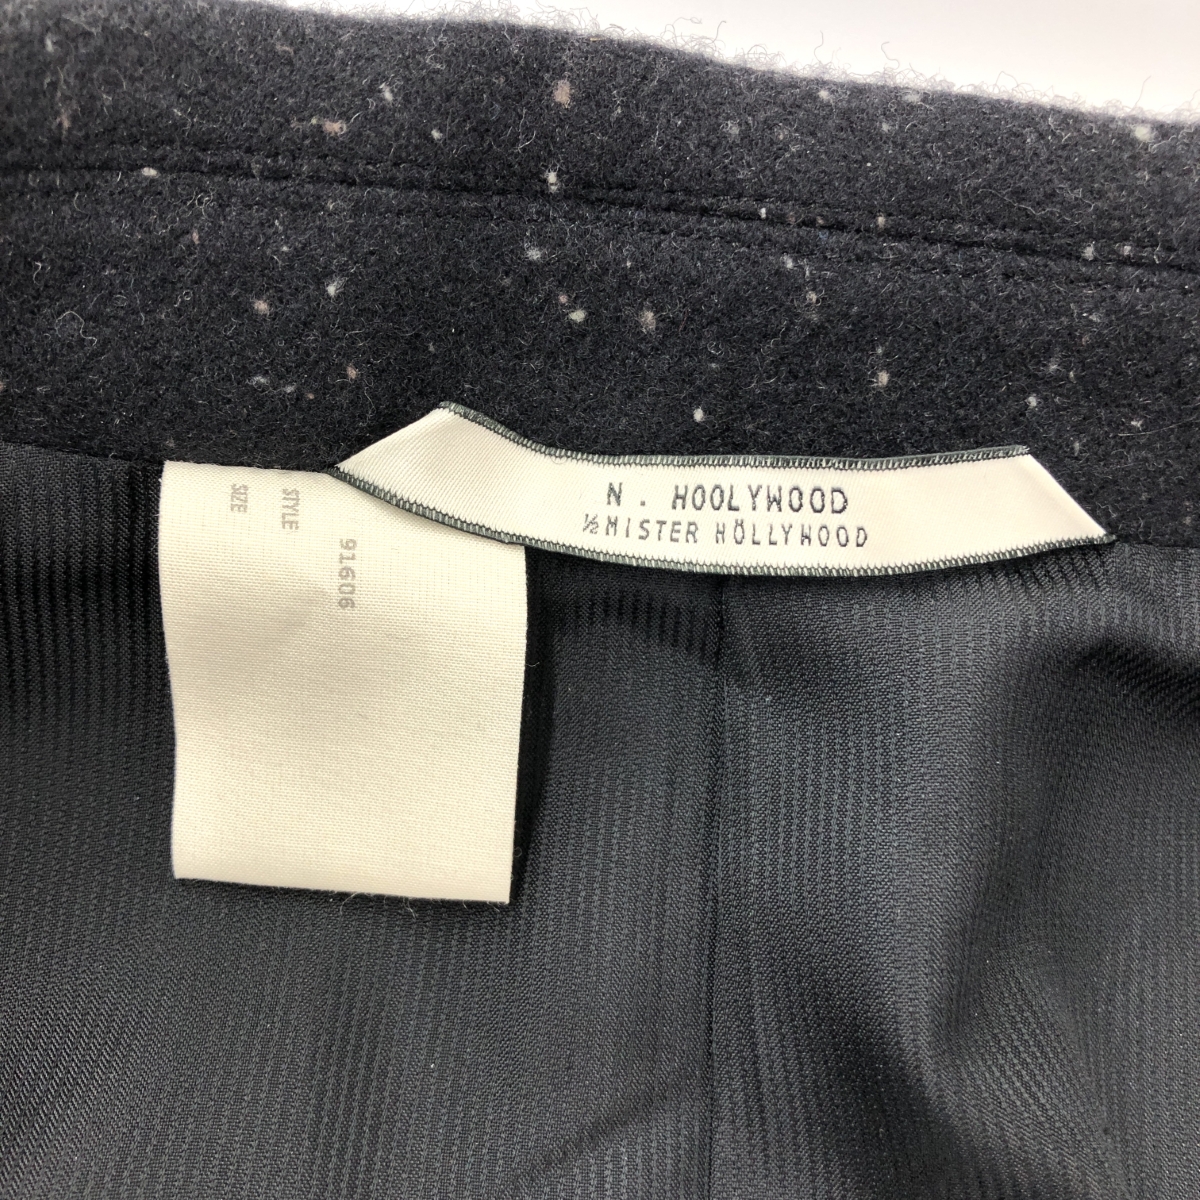 N. HOOLYWOOD
½ MISTER HÖLLYWOOD
STYLE 91606
SIZE